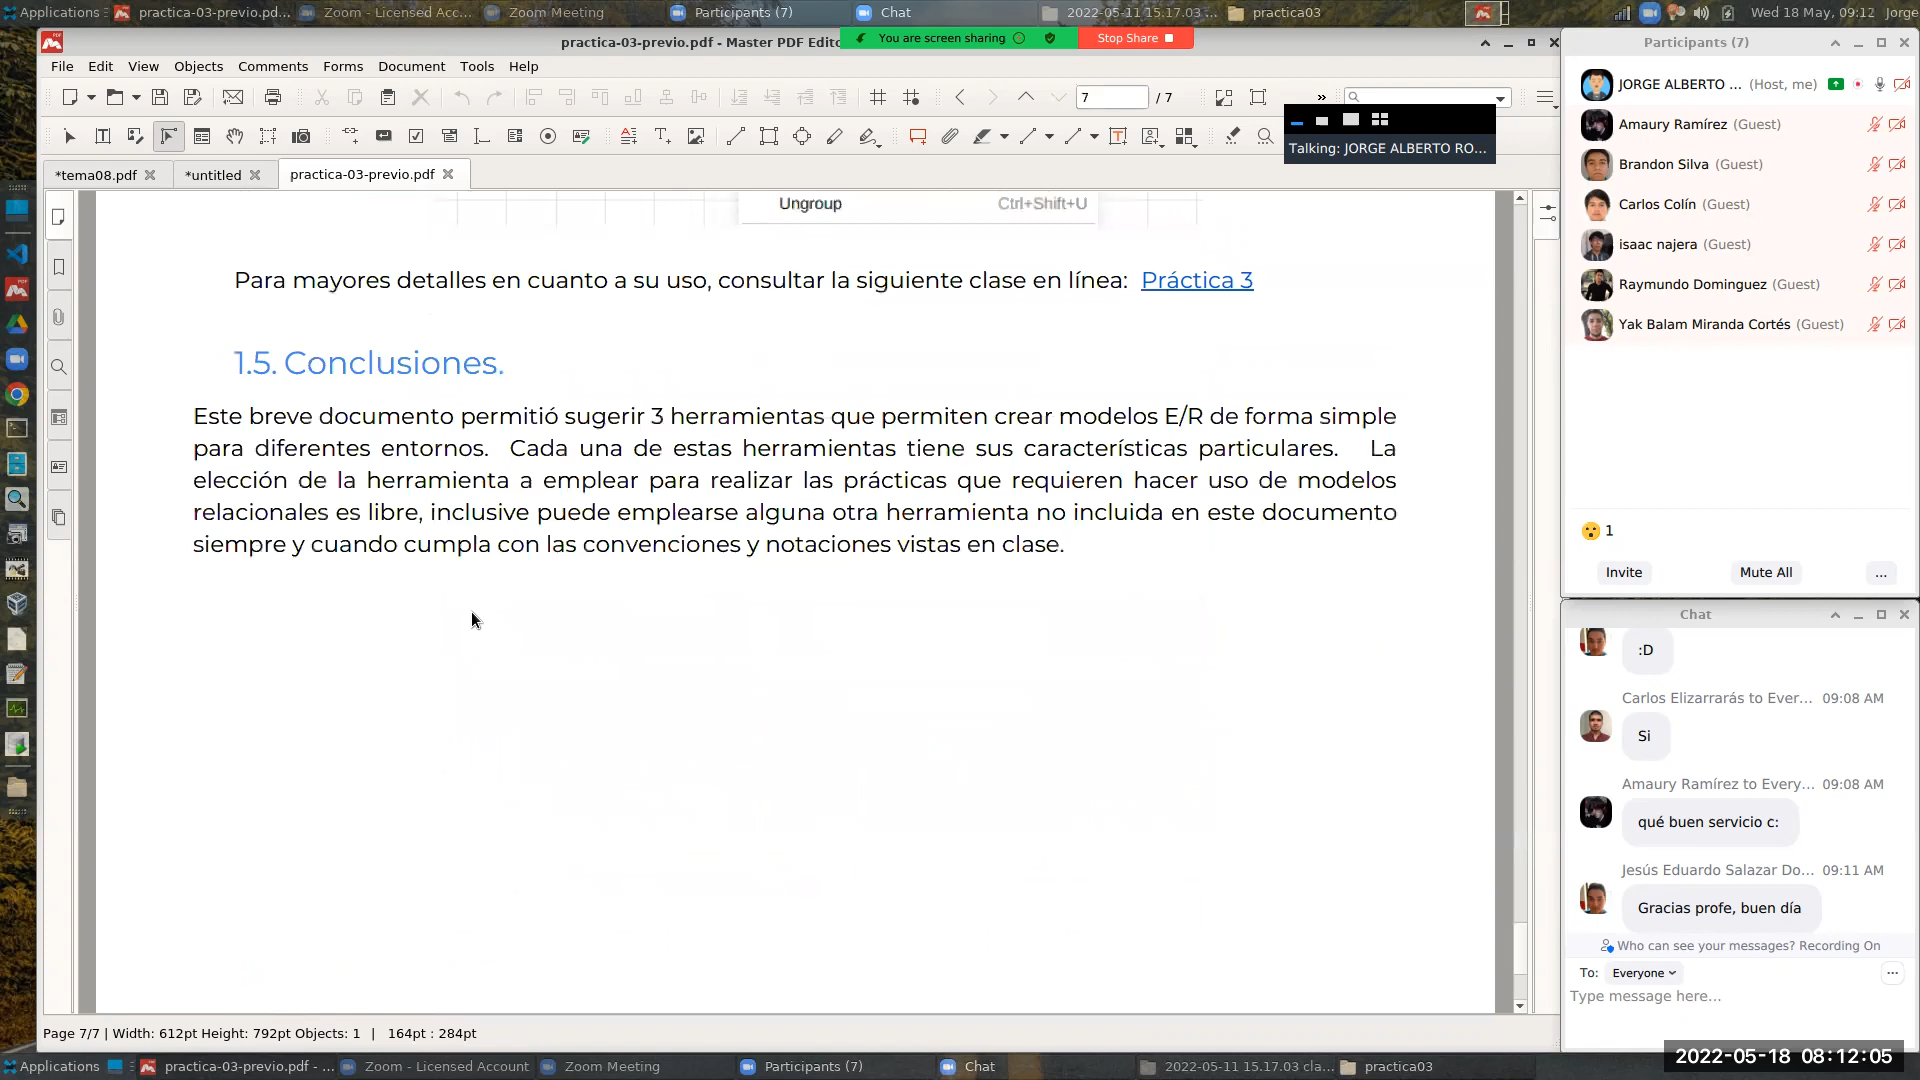 Applications
practica-03-previo.pd...
Zoom - Licensed Acc...
Zoom Meeting
Participants (7)
Chat
2022-05-11 15.17.03 ...
practica03
Wed 18 May, 09:12
Jorge
practica-03-previo.pdf - Master PDF Edito
You are screen sharing
Stop Share
File Edit View Objects Comments Forms Document Tools Help
7 / 7
Talking: JORGE ALBERTO RO...
*tema08.pdf
*untitled
practica-03-previo.pdf
Ungroup Ctrl+Shift+U
Para mayores detalles en cuanto a su uso, consultar la siguiente clase en línea: Práctica 3
1.5. Conclusiones.
Este breve documento permitió sugerir 3 herramientas que permiten crear modelos E/R de forma simple
para diferentes entornos. Cada una de estas herramientas tiene sus características particulares. La
elección de la herramienta a emplear para realizar las prácticas que requieren hacer uso de modelos
relacionales es libre, inclusive puede emplearse alguna otra herramienta no incluida en este documento
siempre y cuando cumpla con las convenciones y notaciones vistas en clase.
Page 7/7 | Width: 612pt Height: 792pt Objects: 1 | 164pt : 284pt
Participants (7)
JORGE ALBERTO ... (Host, me)
Amaury Ramírez (Guest)
Brandon Silva (Guest)
Carlos Colín (Guest)
isaac najera (Guest)
Raymundo Dominguez (Guest)
Yak Balam Miranda Cortés (Guest)
1
Invite Mute All ...
Chat
:D
Carlos Elizarrarás to Ever... 09:08 AM
Si
Amaury Ramírez to Every... 09:08 AM
qué buen servicio c:
Jesús Eduardo Salazar Do... 09:11 AM
Gracias profe, buen día
Who can see your messages? Recording On
To: Everyone
Type message here...
Applications
practica-03-previo.pdf - ...
Zoom - Licensed Account
Zoom Meeting
Participants (7)
Chat
2022-05-11 15.17.03 cla...
practica03
2022-05-18 08:12:05